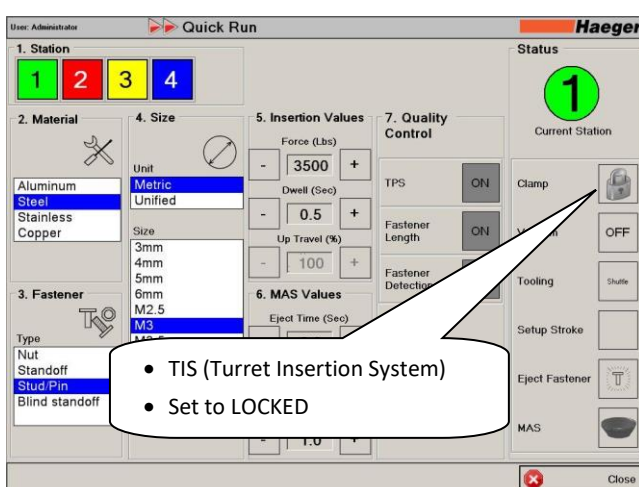 User: Administrator
Quick Run
Haeger
1. Station
1
2
3
4
Status
1
Current Station
2. Material
Aluminum
Steel
Stainless
Copper
3. Fastener
Type
Nut
Standoff
Stud/Pin
Blind standoff
4. Size
Unit
Metric
Unified
Size
3mm
4mm
5mm
6mm
M2.5
M3
5. Insertion Values
Force (Lbs)
- 3500 +
Dwell (Sec)
- 0.5 +
Up Travel (%)
- 100 +
6. MAS Values
Eject Time (Sec)
- 1.0 +
7. Quality
Control
TPS ON
Fastener
Length ON
Fastener
Detection
Clamp
OFF
Tooling Shuttle
Setup Stroke
Eject Fastener
MAS
• TIS (Turret Insertion System)
• Set to LOCKED
Close